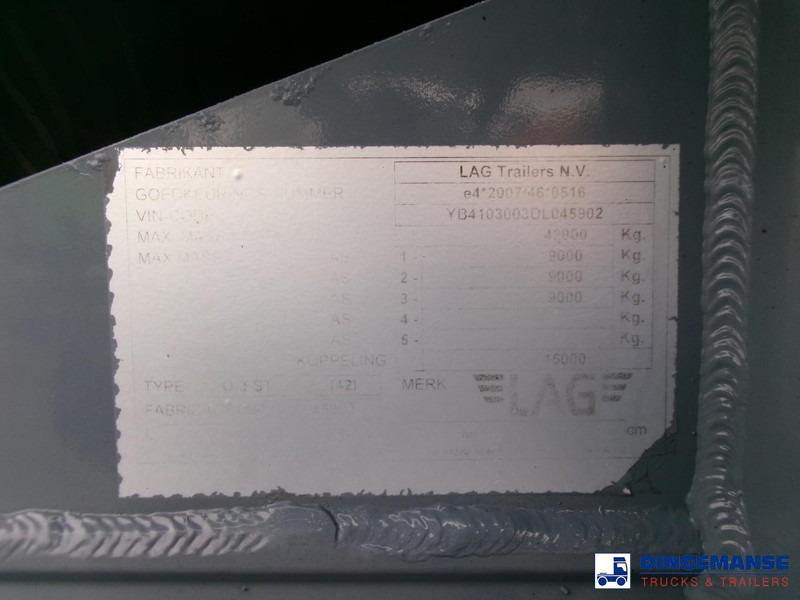 FABRIKANT LAG Trailers N.V.
GOEDKEURINGSNUMMER e4*2007/46*0516
VIN-CODE YB4103003DL045902
MAX. MASSA 42000 Kg.
MAX MASSA AS 1 - 9000 Kg.
AS 2 - 9000 Kg.
AS 3 - 9000 Kg.
AS 4 - Kg.
AS 5 - Kg.
KOPPELING 15000
TYPE O-3-ST (42) MERK LAG
cm
DINGEMANSE
TRUCKS & TRAILERS